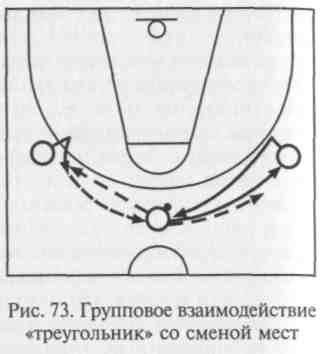 Рис. 73. Групповое взаимодействие
«треугольник» со сменой мест